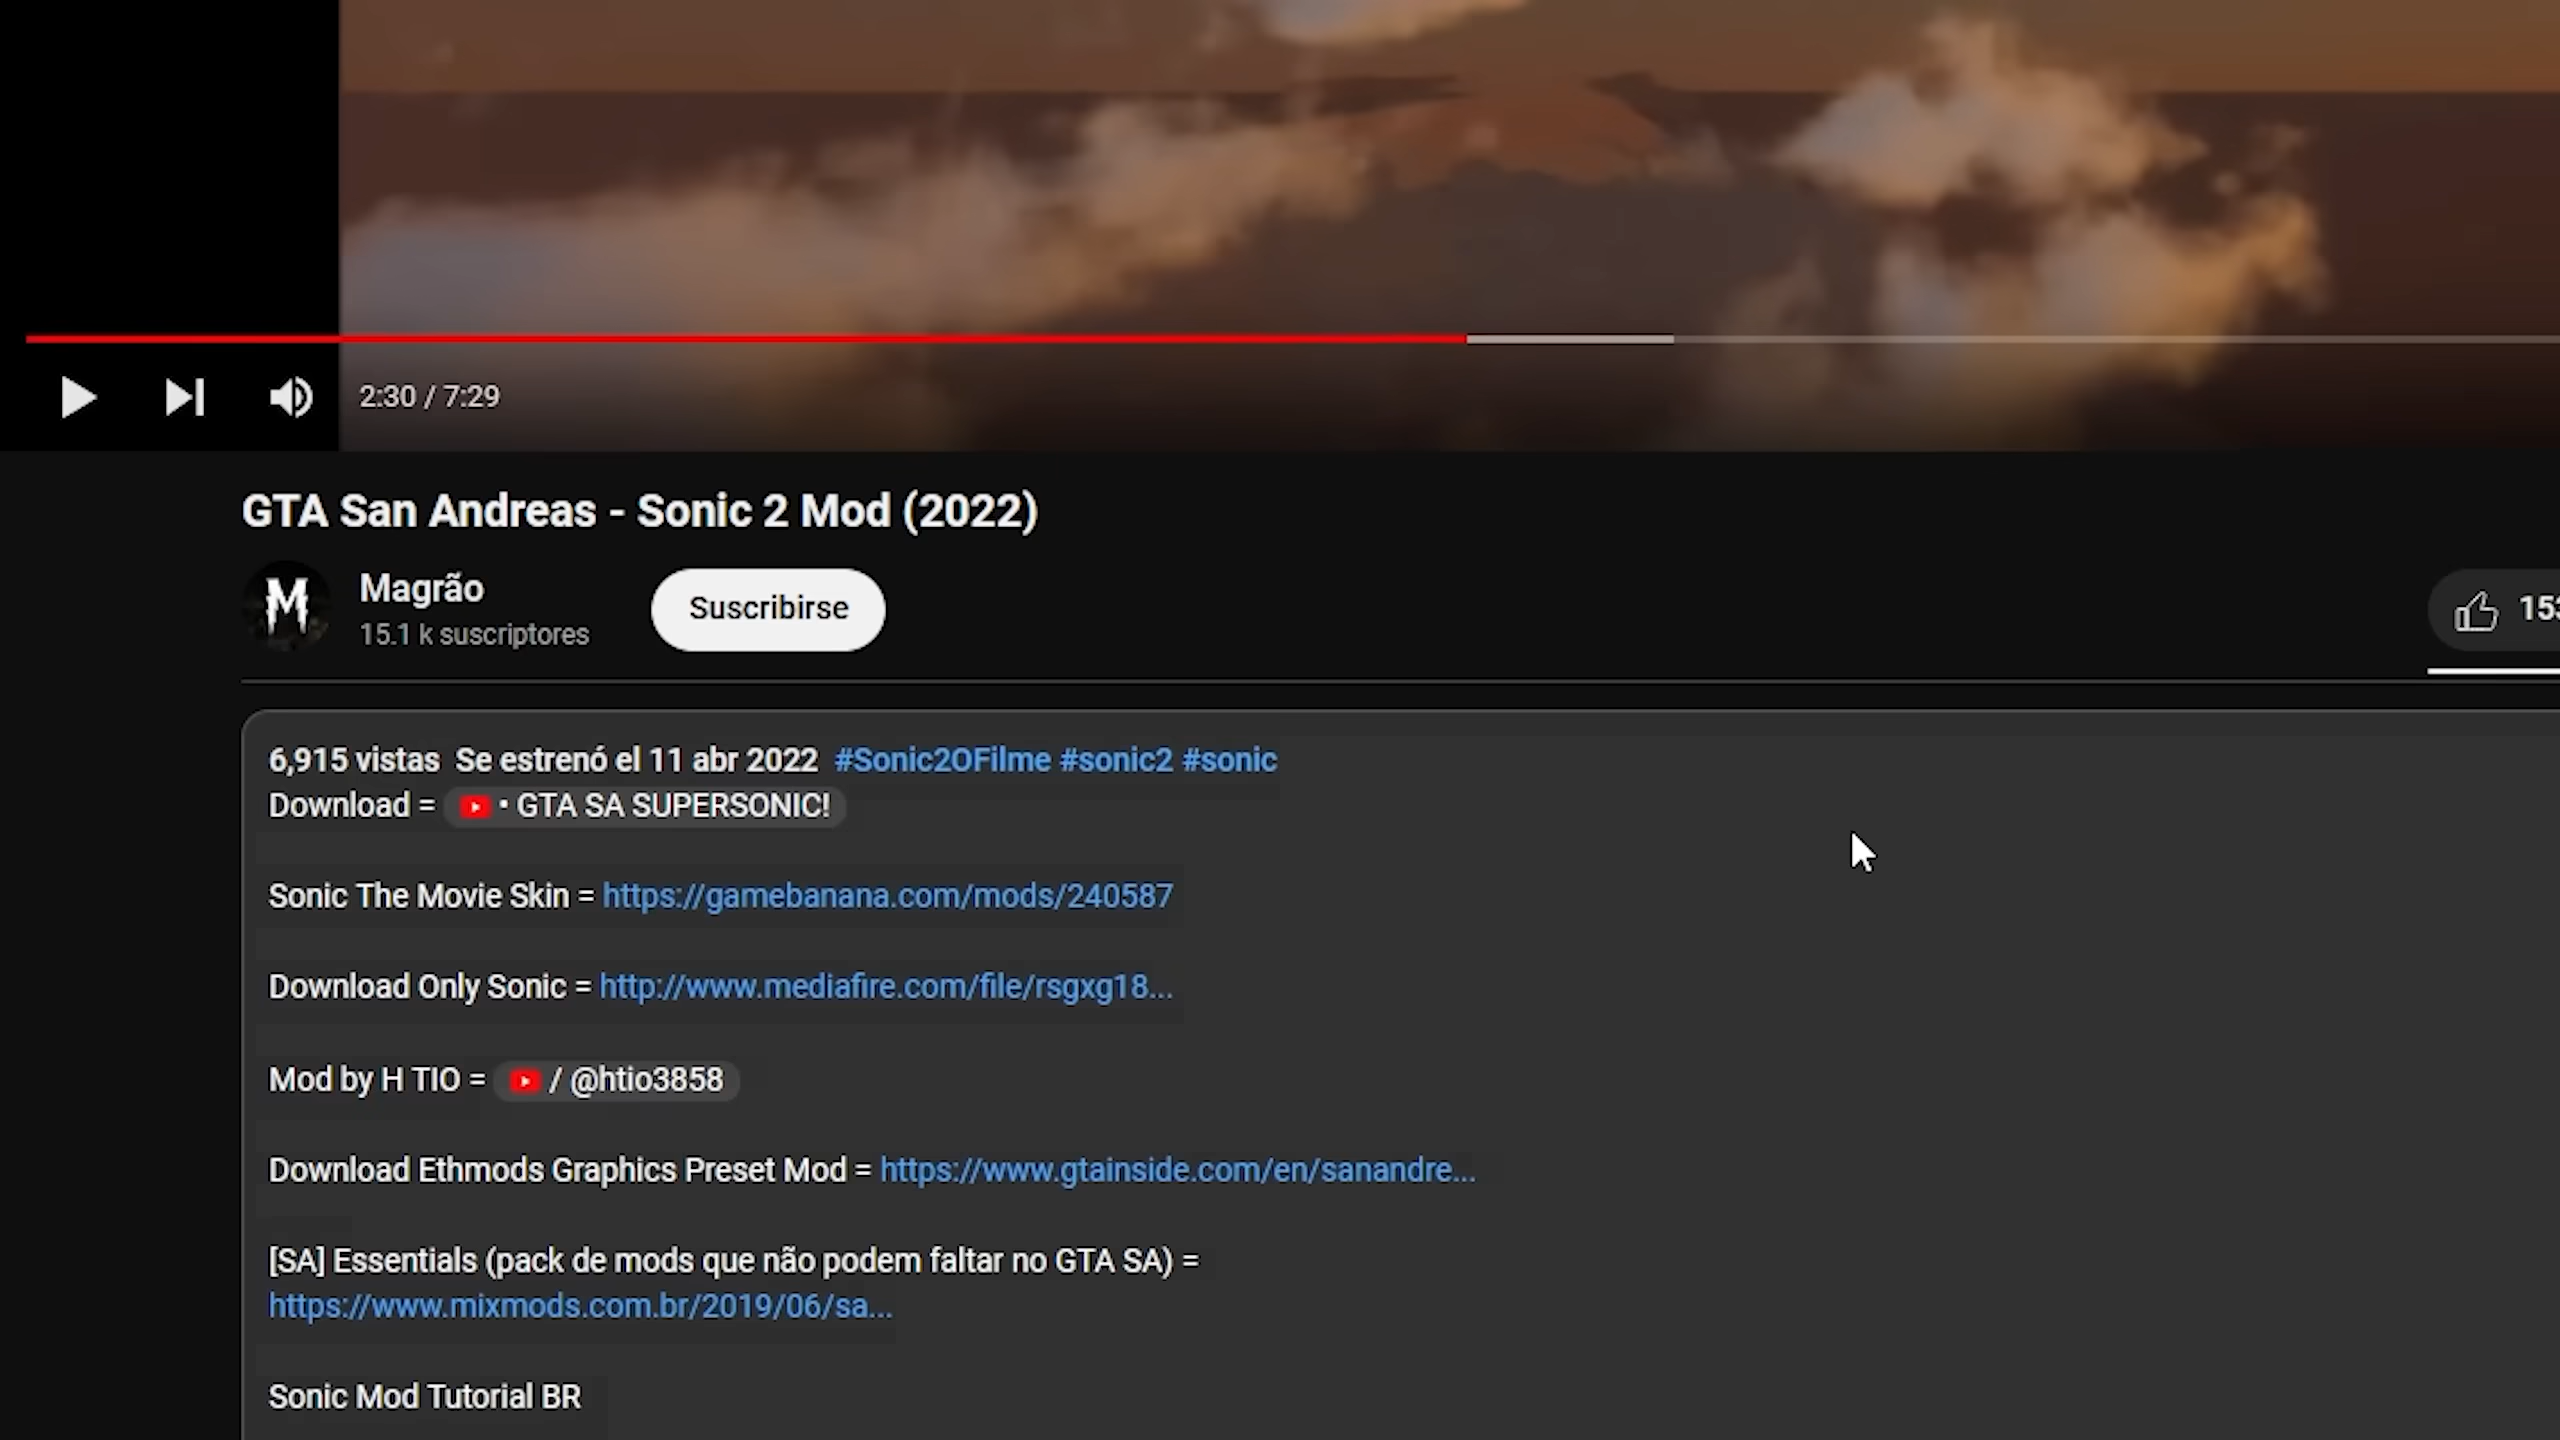 2:30 / 7:29
GTA San Andreas - Sonic 2 Mod (2022)
M
Magrão
15.1 k suscriptores
Suscribirse
6,915 vistas Se estrenó el 11 abr 2022 #Sonic2OFilme #sonic2 #sonic
Download = • GTA SA SUPERSONIC!
Sonic The Movie Skin = https://gamebanana.com/mods/240587
Download Only Sonic = http://www.mediafire.com/file/rsgxg18...
Mod by H TIO = / @htio3858
Download Ethmods Graphics Preset Mod = https://www.gtainside.com/en/sanandre...
[SA] Essentials (pack de mods que não podem faltar no GTA SA) =
https://www.mixmods.com.br/2019/06/sa...
Sonic Mod Tutorial BR